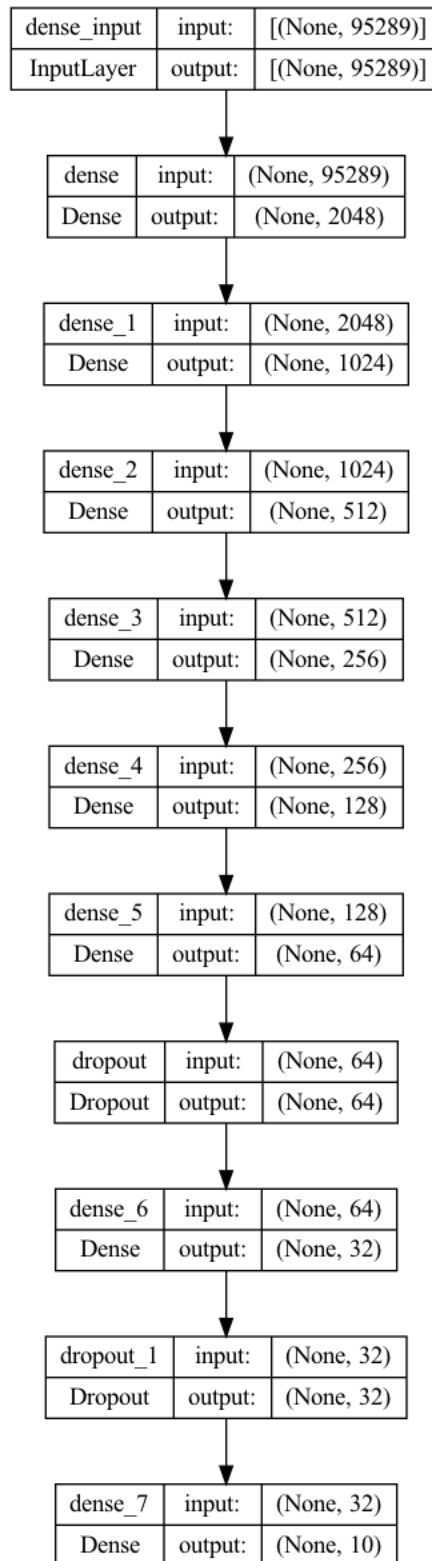 dense_input input: [(None, 95289)]
InputLayer output: [(None, 95289)]
dense input: (None, 95289)
Dense output: (None, 2048)
dense_1 input: (None, 2048)
Dense output: (None, 1024)
dense_2 input: (None, 1024)
Dense output: (None, 512)
dense_3 input: (None, 512)
Dense output: (None, 256)
dense_4 input: (None, 256)
Dense output: (None, 128)
dense_5 input: (None, 128)
Dense output: (None, 64)
dropout input: (None, 64)
Dropout output: (None, 64)
dense_6 input: (None, 64)
Dense output: (None, 32)
dropout_1 input: (None, 32)
Dropout output: (None, 32)
dense_7 input: (None, 32)
Dense output: (None, 10)